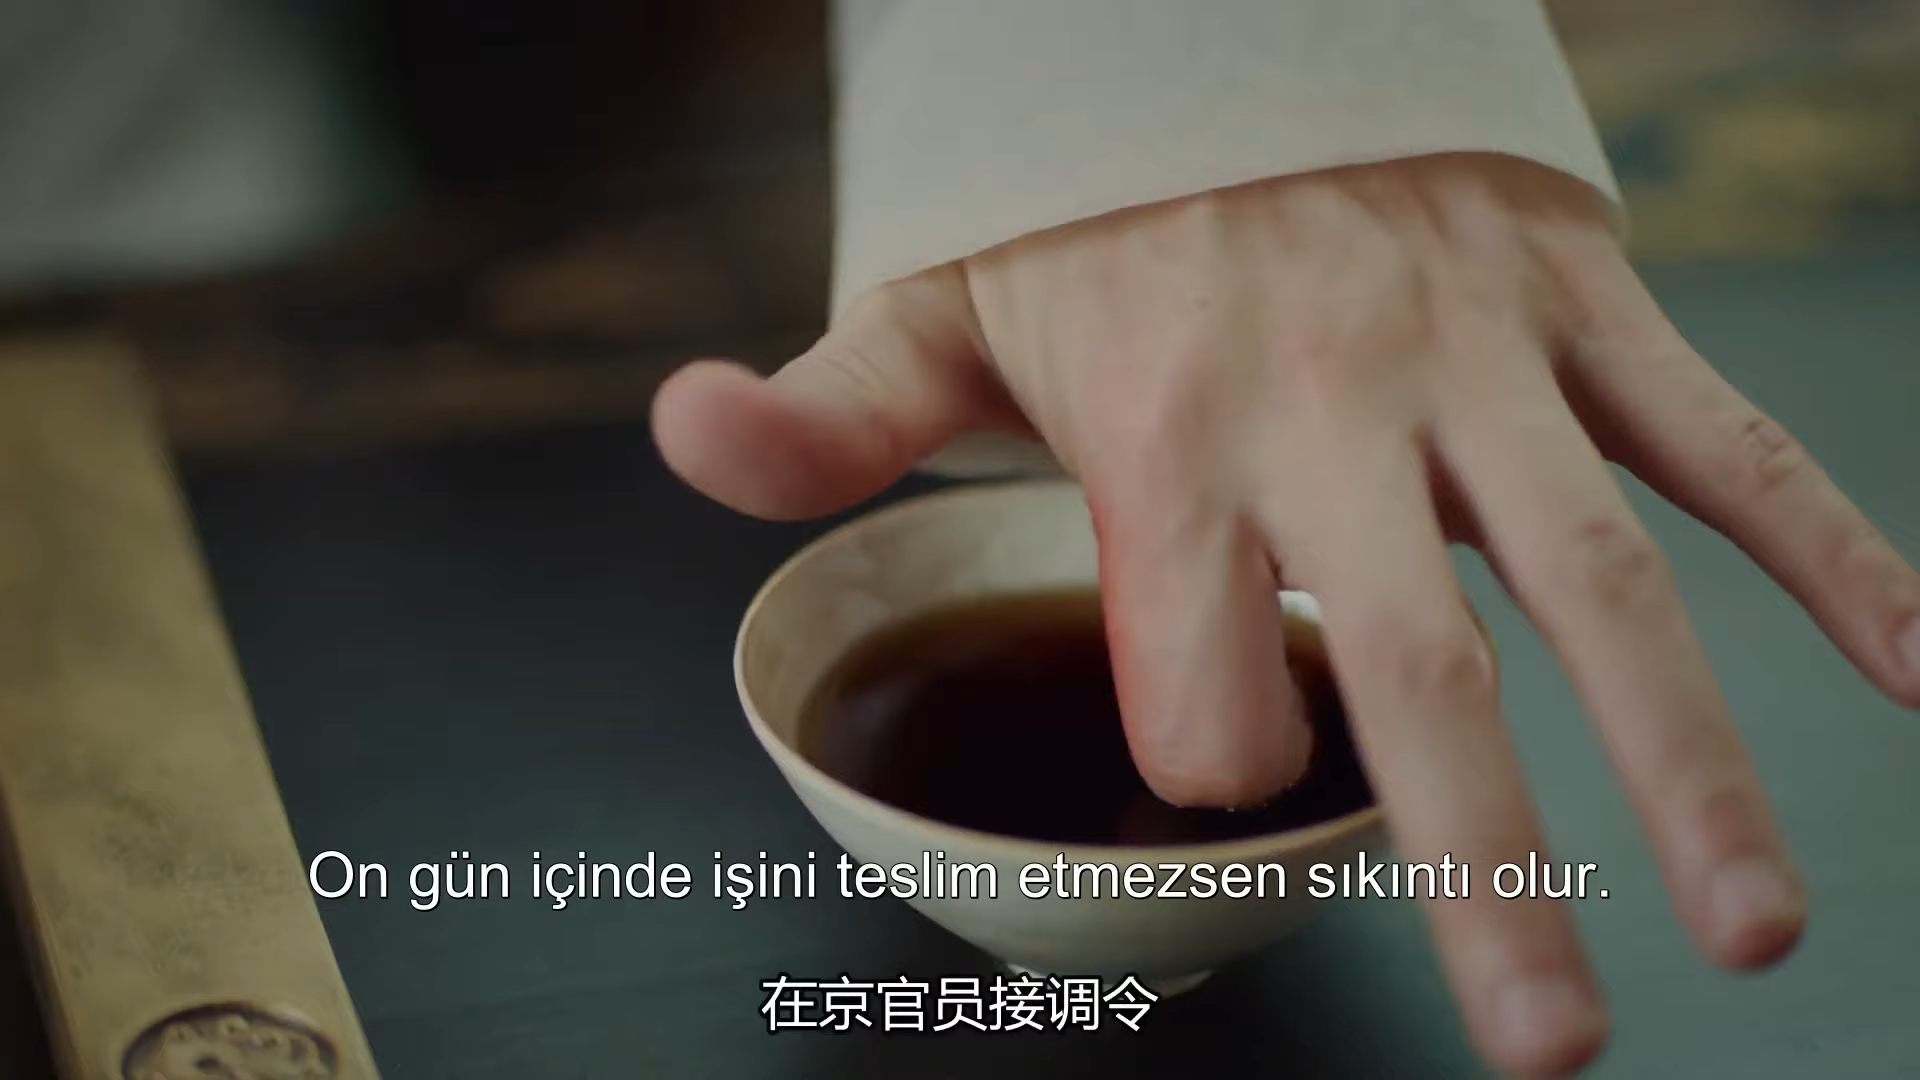 On gün içinde işini teslim etmezsen sıkıntı olur.
在京官员接调令